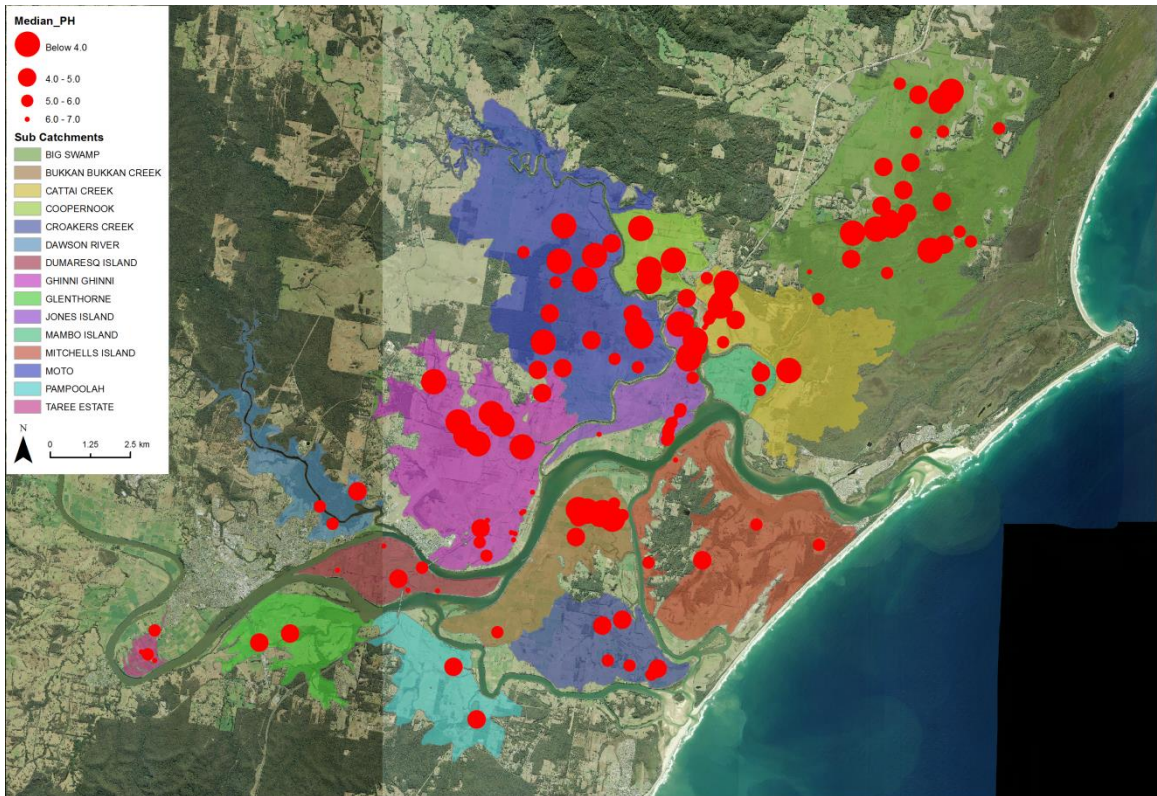 Median_PH
Below 4.0
4.0 - 5.0
5.0 - 6.0
6.0 - 7.0
Sub Catchments
BIG SWAMP
BUKKAN BUKKAN CREEK
CATTAI CREEK
COOPERNOOK
CROAKERS CREEK
DAWSON RIVER
DUMARESQ ISLAND
GHINNI GHINNI
GLENTHORNE
JONES ISLAND
MAMBO ISLAND
MITCHELLS ISLAND
MOTO
PAMPOOLAH
TAREE ESTATE
N
0 1.25 2.5 km